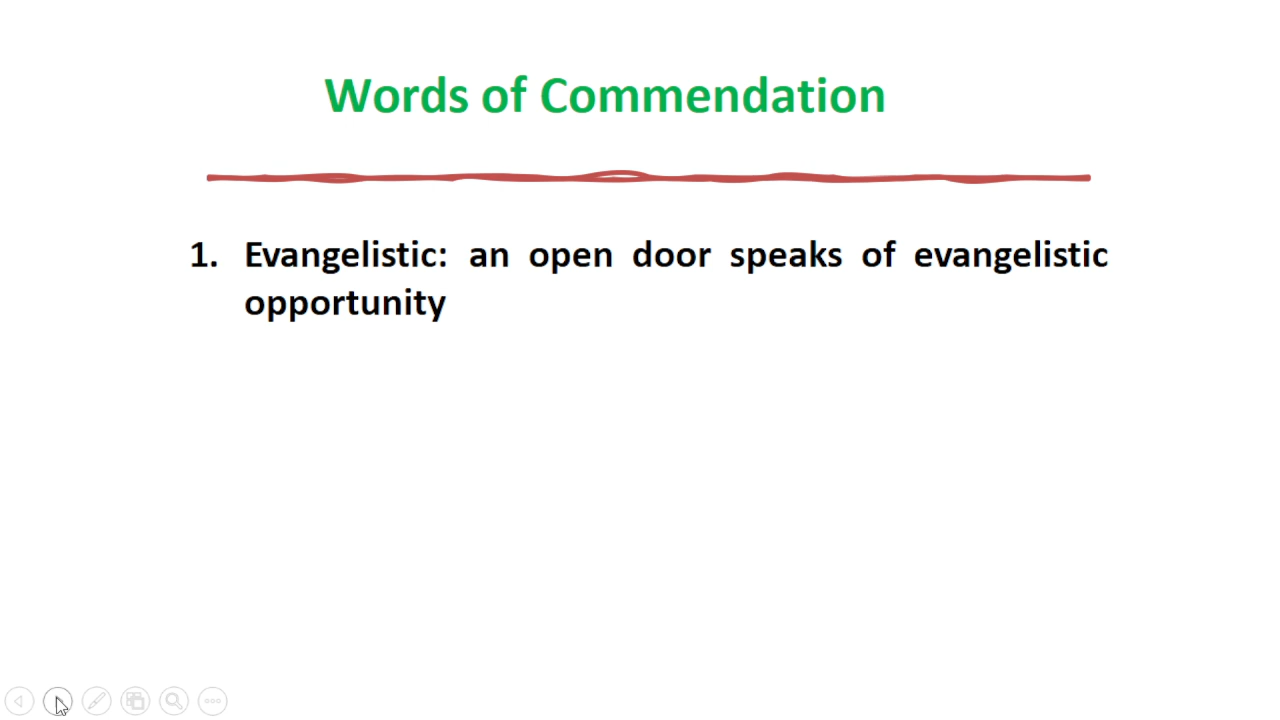 Words of Commendation
1. Evangelistic: an open door speaks of evangelistic
opportunity